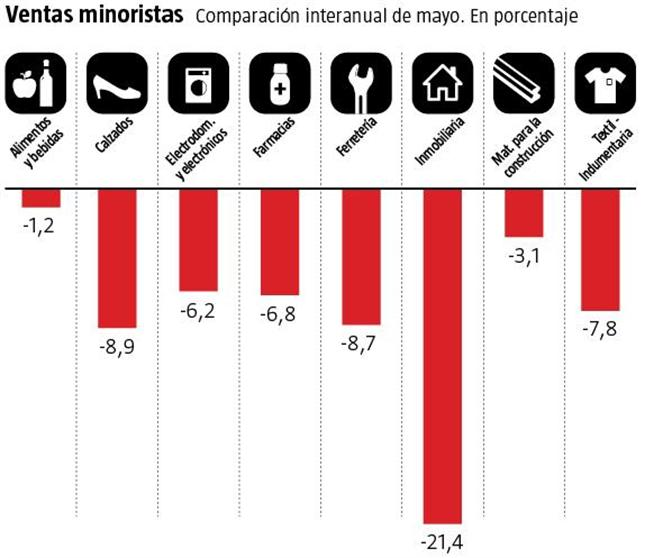 Ventas minoristas Comparación interanual de mayo. En porcentaje
Alimentos
y bebidas
Calzados
Electrodom.
y electrónicos
Farmacias
Ferretería
Inmobiliaria
Mat. para la
construcción
Textil -
Indumentaria
-1,2
-8,9
-6,2
-6,8
-8,7
-21,4
-3,1
-7,8